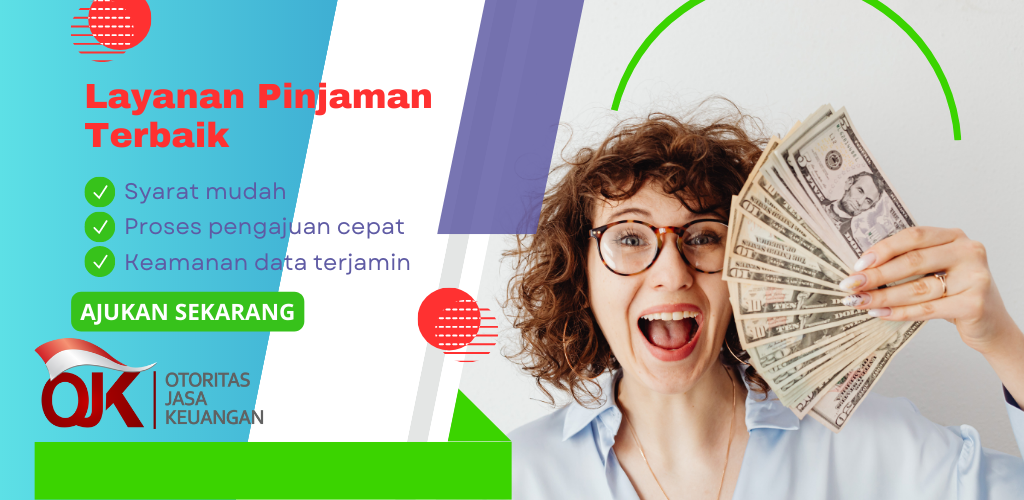 Layanan Pinjaman
Terbaik
Syarat mudah
Proses pengajuan cepat
Keamanan data terjamin
AJUKAN SEKARANG
OJK
OTORITAS
JASA
KEUANGAN